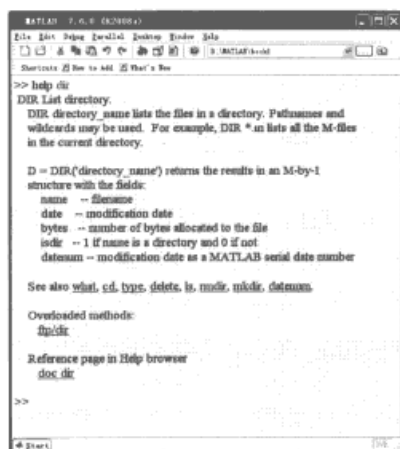 MATLAB 7.6.0 (R2008a)
File Edit Debug Parallel Desktop Window Help
Shortcuts How to Add What's New
>> help dir
DIR List directory.
DIR directory_name lists the files in a directory. Pathnames and
wildcards may be used. For example, DIR *.m lists all the M-files
in the current directory.
D = DIR('directory_name') returns the results in an M-by-1
structure with the fields:
name -- filename
date -- modification date
bytes -- number of bytes allocated to the file
isdir -- 1 if name is a directory and 0 if not
datenum -- modification date as a MATLAB serial date number
See also what, cd, type, delete, ls, rmdir, mkdir, datenum.
Overloaded methods:
ftp/dir
Reference page in Help browser
doc dir
>>
Start